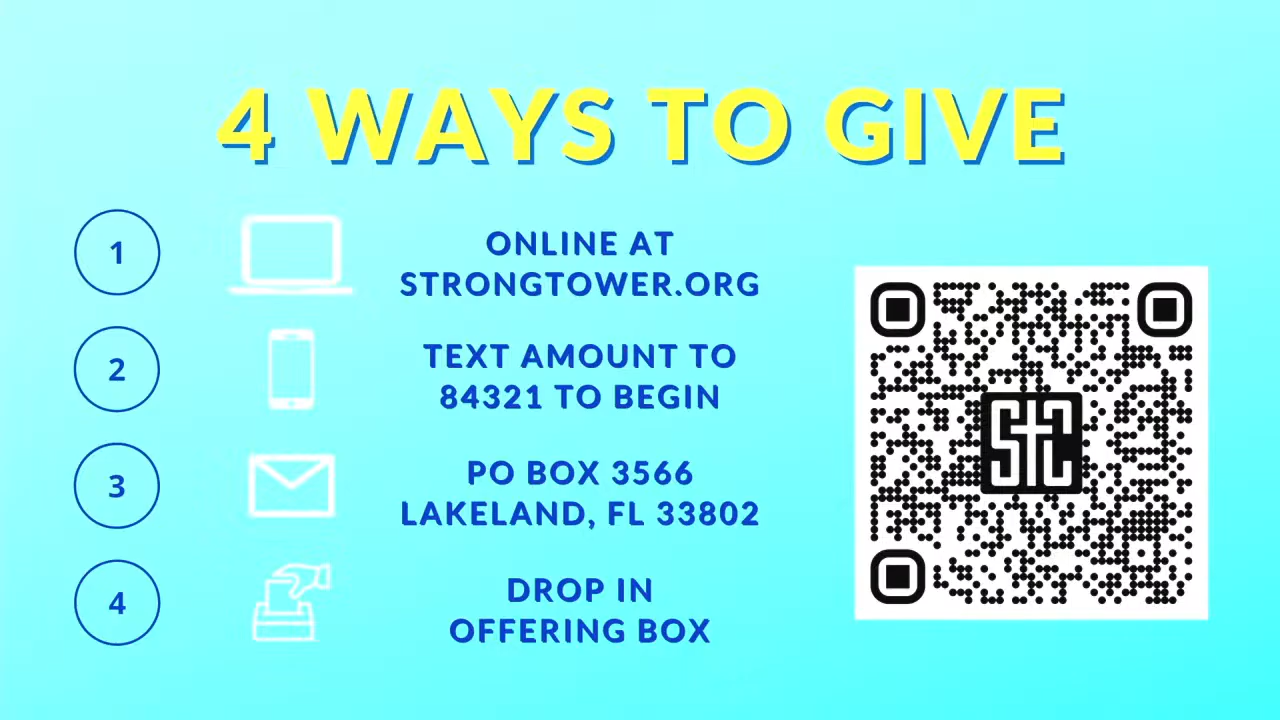 4 WAYS TO GIVE
1
ONLINE AT
STRONGTOWER.ORG
2
TEXT AMOUNT TO
84321 TO BEGIN
3
PO BOX 3566
LAKELAND, FL 33802
4
DROP IN
OFFERING BOX
StC